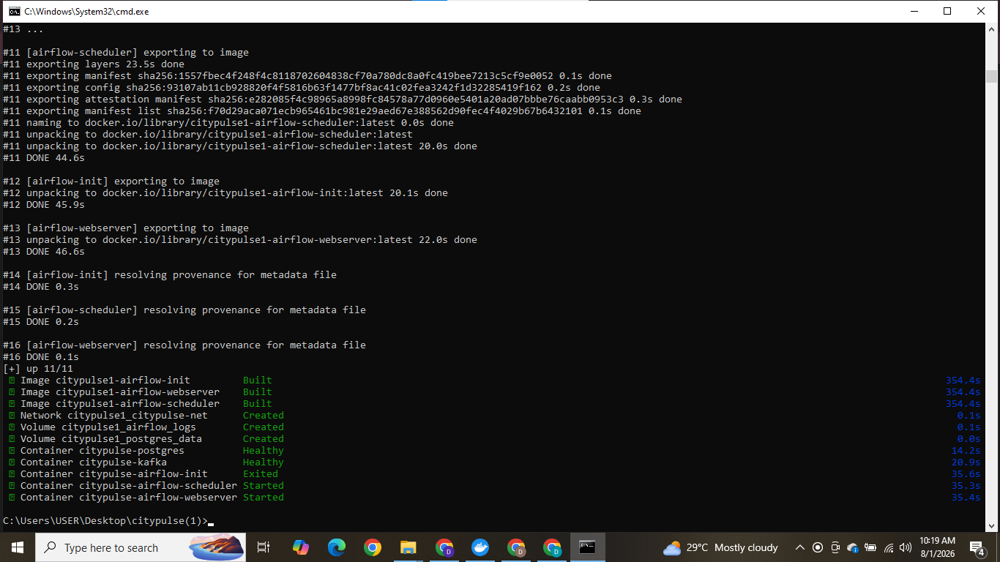 C:\Windows\System32\cmd.exe
#13 ...
#11 [airflow-scheduler] exporting to image
#11 exporting layers 23.5s done
#11 exporting manifest sha256:1557fbec4f248f4c8118702604838cf70a780dc8a0fc419bee7213c5cf9e0052 0.1s done
#11 exporting config sha256:93107ab11cb928820f4f5816b63f1477bf8ac41c02fea3242f1d32285419f162 0.2s done
#11 exporting attestation manifest sha256:e282085f4c98965a8998fc84578a77d0960e5401a20ad07bbbe76caabb0953c3 0.3s done
#11 exporting manifest list sha256:f70d29aca071ecb965461bc981e29aed67e388562d90fec4f4029b67b6432101 0.1s done
#11 naming to docker.io/library/citypulse1-airflow-scheduler:latest 0.0s done
#11 unpacking to docker.io/library/citypulse1-airflow-scheduler:latest
#11 unpacking to docker.io/library/citypulse1-airflow-scheduler:latest 20.0s done
#11 DONE 44.6s
#12 [airflow-init] exporting to image
#12 unpacking to docker.io/library/citypulse1-airflow-init:latest 20.1s done
#12 DONE 45.9s
#13 [airflow-webserver] exporting to image
#13 unpacking to docker.io/library/citypulse1-airflow-webserver:latest 22.0s done
#13 DONE 46.6s
#14 [airflow-init] resolving provenance for metadata file
#14 DONE 0.3s
#15 [airflow-scheduler] resolving provenance for metadata file
#15 DONE 0.2s
#16 [airflow-webserver] resolving provenance for metadata file
#16 DONE 0.1s
[+] up 11/11
Image citypulse1-airflow-init Built 354.4s
Image citypulse1-airflow-webserver Built 354.4s
Image citypulse1-airflow-scheduler Built 354.4s
Network citypulse1_citypulse-net Created 0.1s
Volume citypulse1_airflow_logs Created 0.1s
Volume citypulse1_postgres_data Created 0.0s
Container citypulse-postgres Healthy 14.2s
Container citypulse-kafka Healthy 20.9s
Container citypulse-airflow-init Exited 35.6s
Container citypulse-airflow-scheduler Started 35.3s
Container citypulse-airflow-webserver Started 35.4s
C:\Users\USER\Desktop\citypulse(1)>
Type here to search
29°C Mostly cloudy
10:19 AM
8/1/2026
4